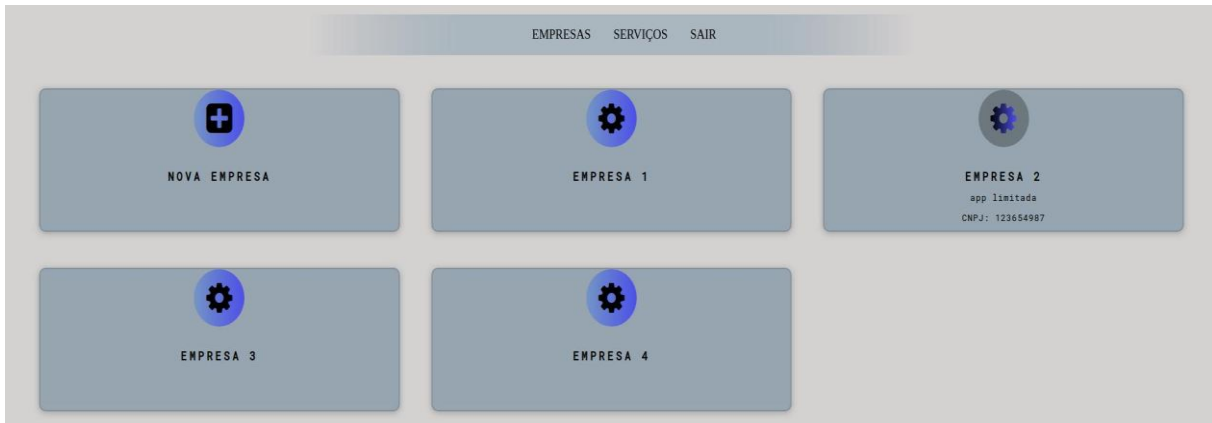 EMPRESAS SERVIÇOS SAIR
NOVA EMPRESA
EMPRESA 1
EMPRESA 2
app limitada
CNPJ: 123654987
EMPRESA 3
EMPRESA 4